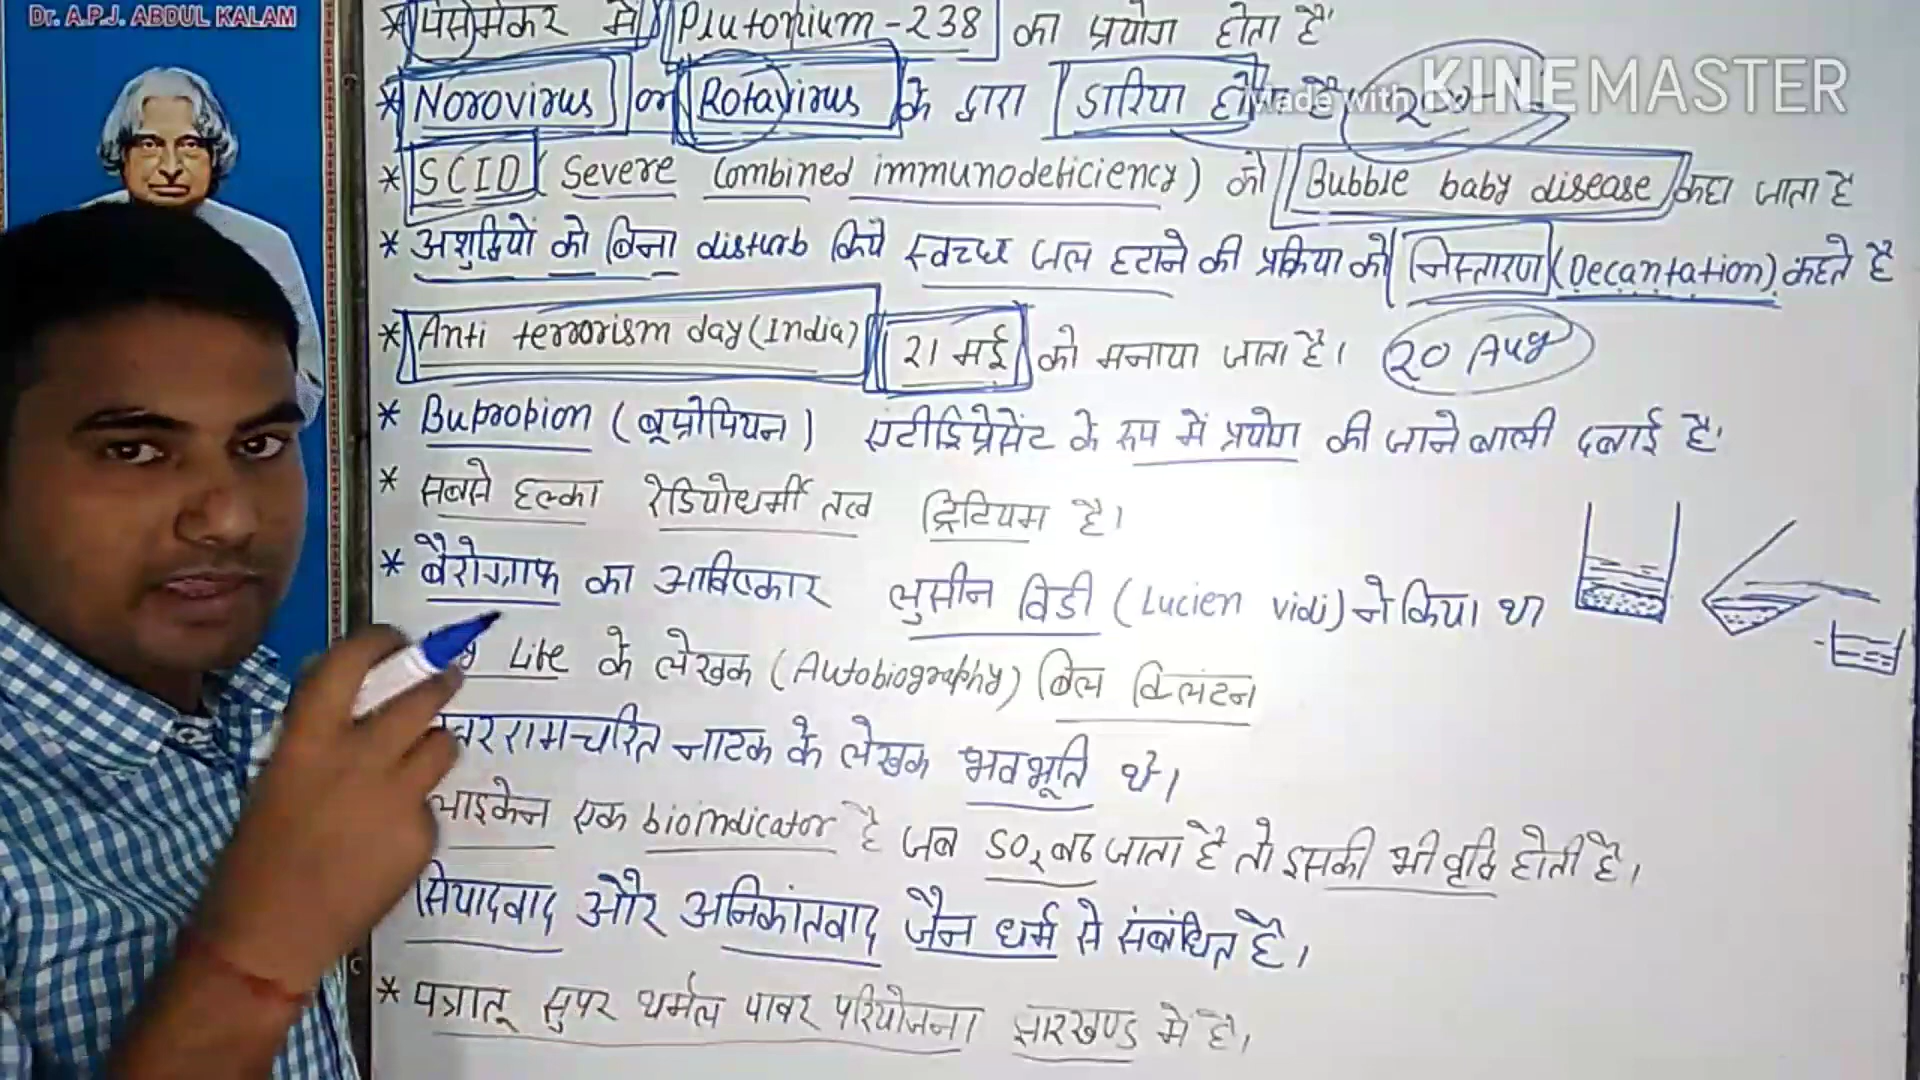 Dr. A.P.J. ABDUL KALAM
* पेसमेकर में Plutonium-238 का प्रयोग होता है
Made with KINEMASTER
* Norovirus or Rotavirus के द्वारा डारिया होता है
* SCID (Severe Combined immunodeficiency) को Bubble baby disease कहा जाता है
* अशुद्धियों को बिना disturb किये स्वच्छ जल हटाने की प्रक्रिया को निस्तारण (Decantation) कहते है
* Anti terrorism day (India) 21 मई को मनाया जाता है। 20 Aug
* Bupropion (बूप्रोपियन) एंटीडिप्रेसेंट के रूप में प्रयोग की जाने वाली दवाई है
* सबसे हल्का रेडियोधर्मी तत्व ट्रिटियम है।
* बैरोग्राफ का आविष्कार लुसीन विडी (Lucien vidi) ने किया था
Life के लेखक (Autobiography) बिल क्लिंटन
त्तररामचरित नाटक के लेखक भवभूति थे।
लाइकेन एक bioindicator है जब SO₂ बढ जाता है तो इसकी भी वृद्धि होती है।
सियादवाद और अनिकांतवाद जैन धर्म से संबंधित है।
* पत्रातू सुपर थर्मल पावर परियोजना झारखण्ड में है।